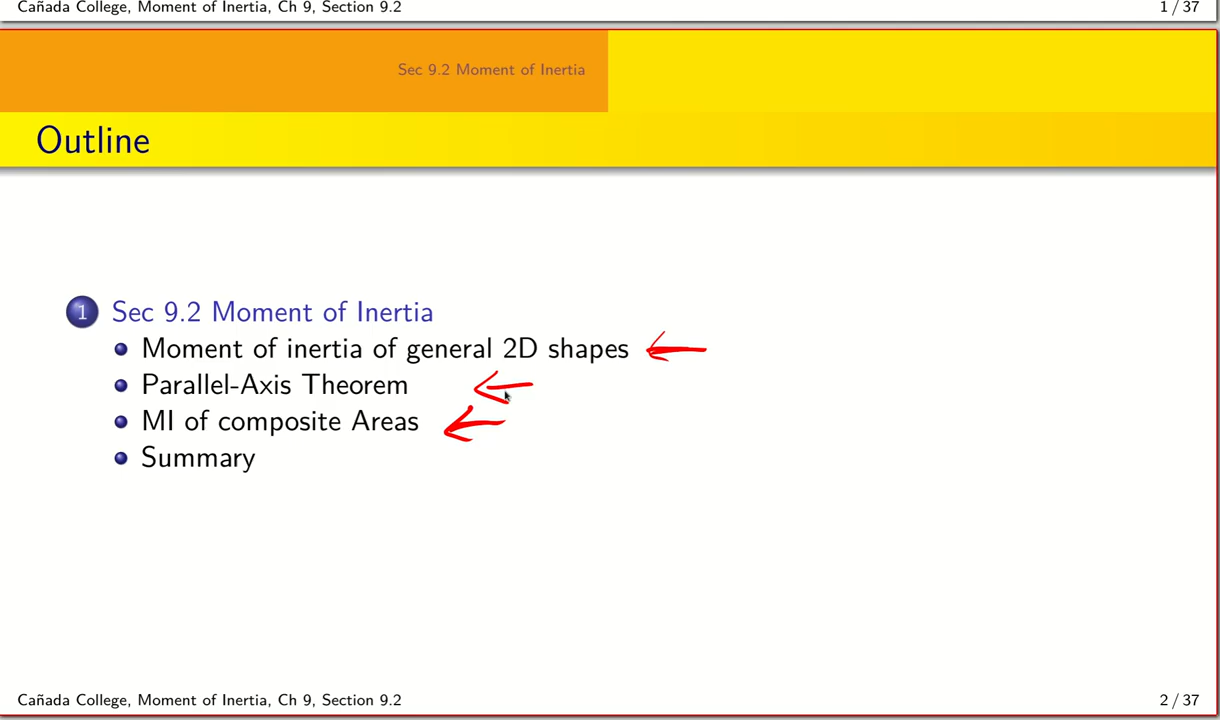 Cañada College, Moment of Inertia, Ch 9, Section 9.2 1 / 37
Sec 9.2 Moment of Inertia
Outline
1 Sec 9.2 Moment of Inertia
Moment of inertia of general 2D shapes
Parallel-Axis Theorem
MI of composite Areas
Summary
Cañada College, Moment of Inertia, Ch 9, Section 9.2 2 / 37